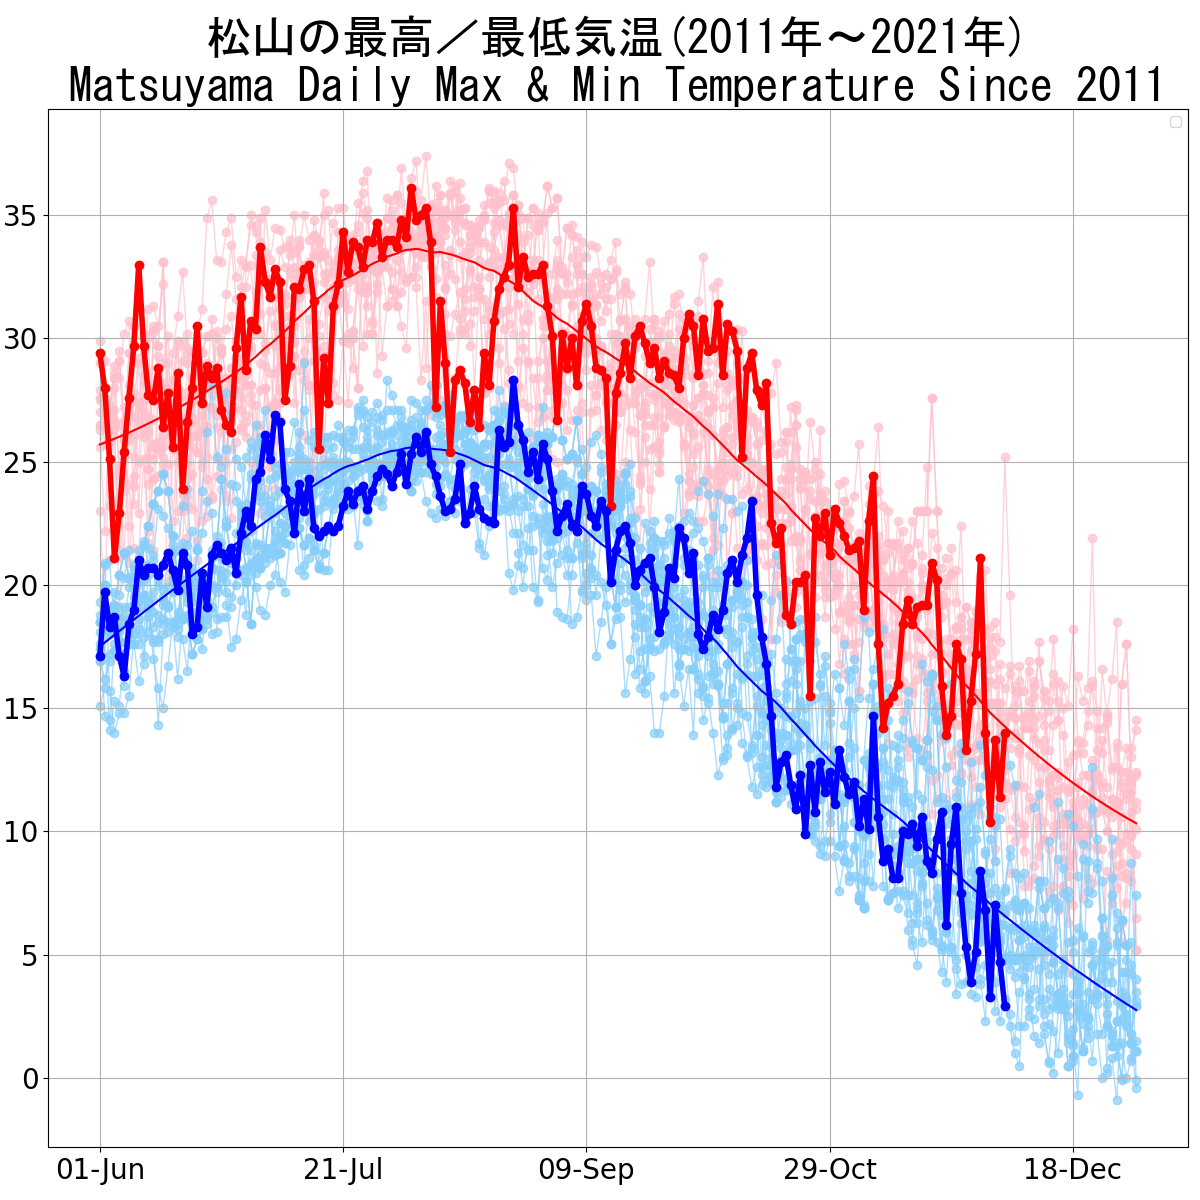 松山の最高／最低気温(2011年～2021年)
Matsuyama Daily Max & Min Temperature Since 2011
35
30
25
20
15
10
5
0
01-Jun 21-Jul 09-Sep 29-Oct 18-Dec